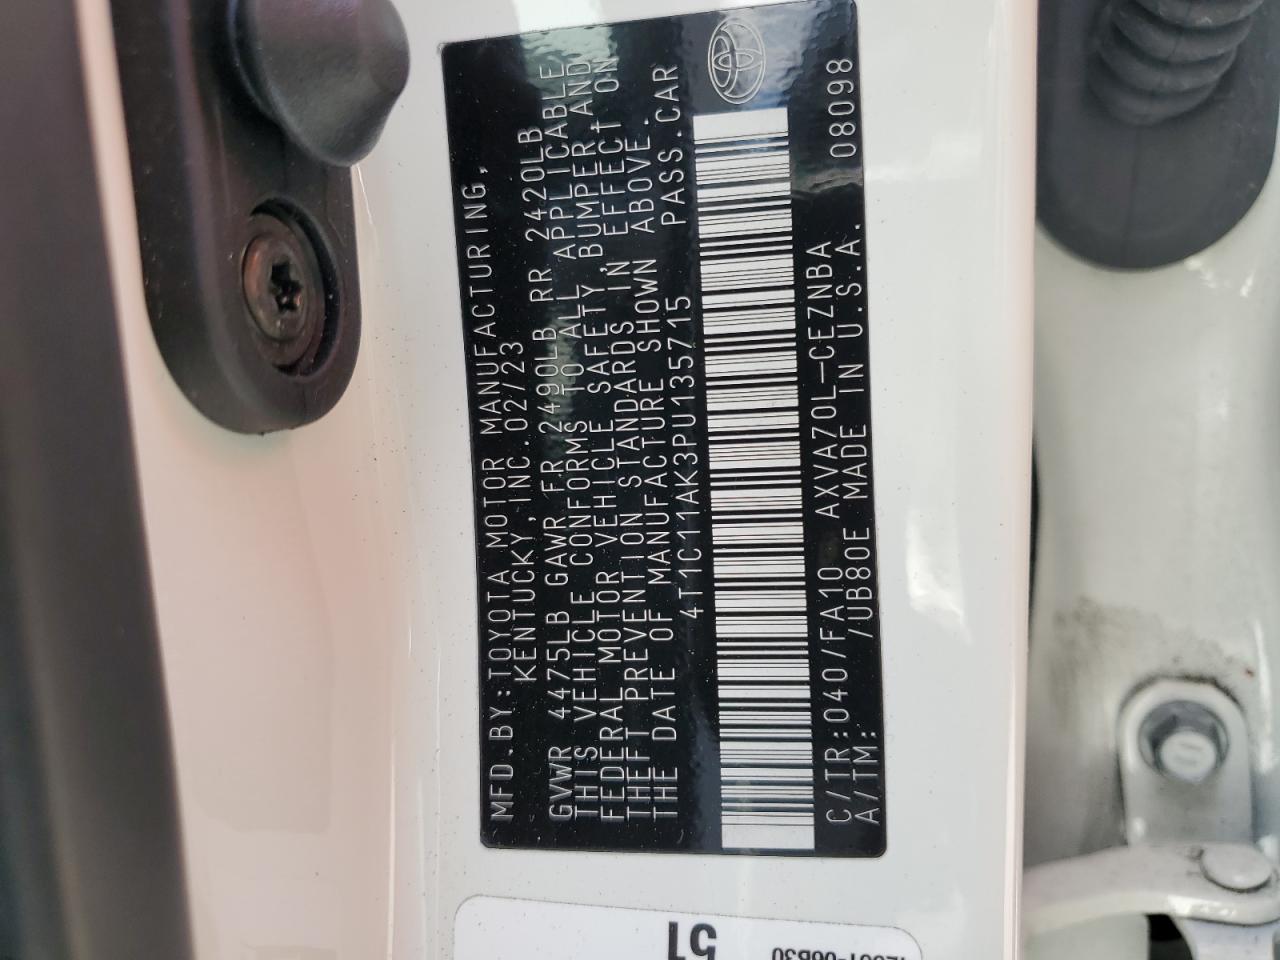 MFD.BY:TOYOTA MOTOR MANUFACTURING,
KENTUCKY,INC.02/23
GVWR 4475LB GAWR FR 2490LB RR 2420LB
THIS VEHICLE CONFORMS TO ALL APPLICABLE
FEDERAL MOTOR VEHICLE SAFETY, BUMPER, AND
THEFT PREVENTION STANDARDS IN EFFECT ON
THE DATE OF MANUFACTURE SHOWN ABOVE.
4T1C11AK3PU135715 PASS.CAR
C/TR:040/FA10 AXVA70L-CEZNBA 08098
A/TM: /UB80E MADE IN U.S.A.
51